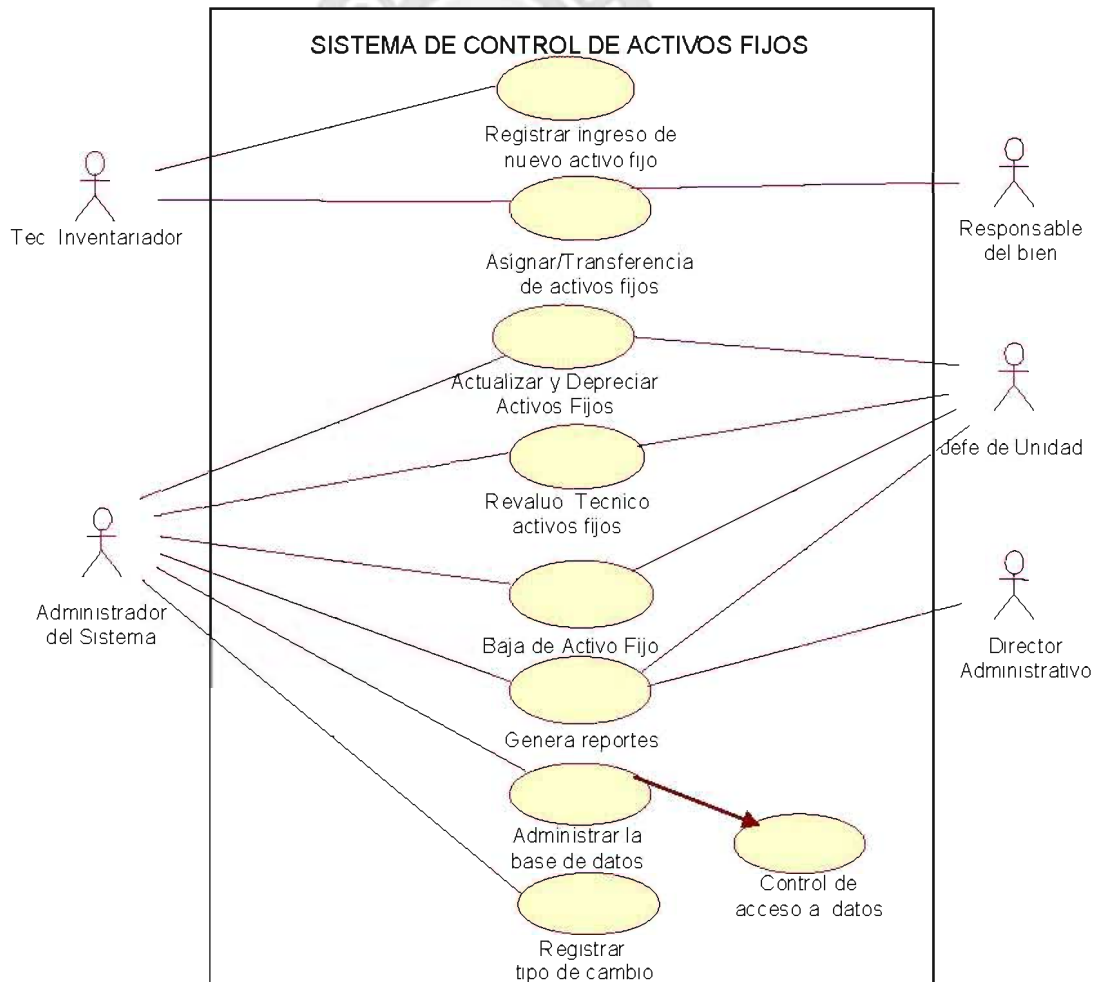 SISTEMA DE CONTROL DE ACTIVOS FIJOS
Registrar ingreso de
nuevo activo fijo
Tec Inventariador
Responsable
del bien
Asignar/Transferencia
de activos fijos
Actualizar y Depreciar
Activos Fijos
Jefe de Unidad
Revaluo Tecnico
activos fijos
Administrador
del Sistema
Baja de Activo Fijo
Director
Administrativo
Genera reportes
Administrar la
base de datos
Control de
acceso a datos
Registrar
tipo de cambio